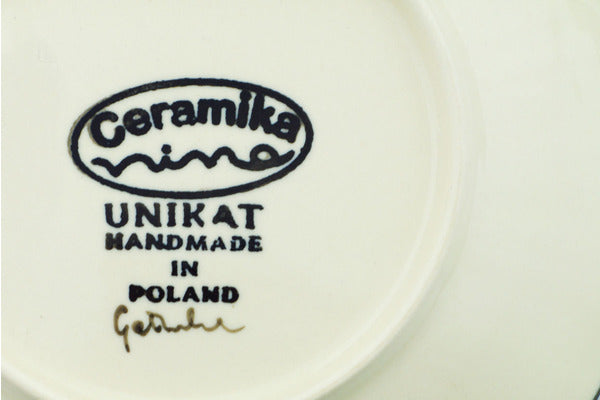 Ceramika
nina
UNIKAT
HANDMADE
IN
POLAND